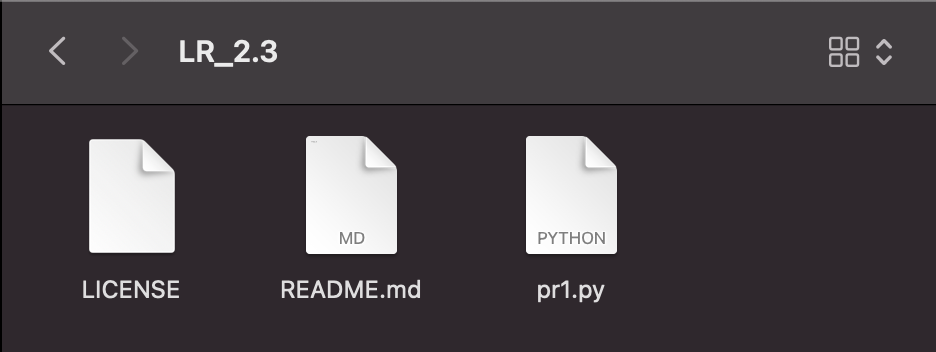 LR_2.3
MD
PYTHON
LICENSE
README.md
pr1.py